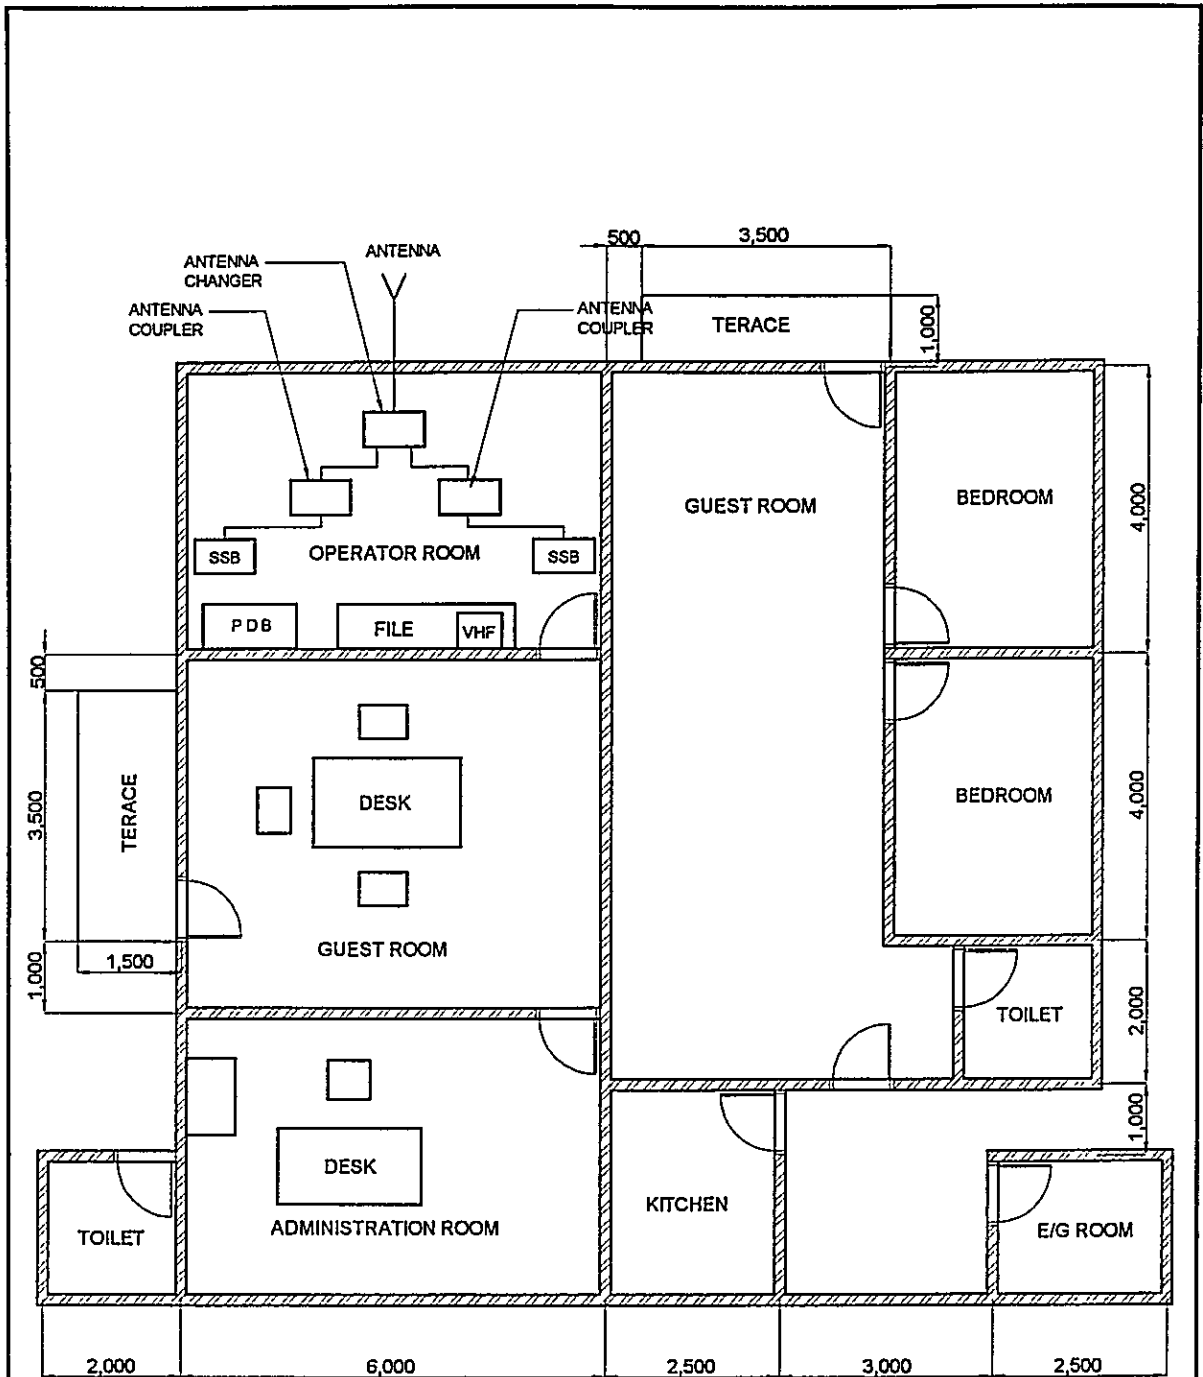 500
3,500
ANTENNA
ANTENNA
CHANGER
ANTENNA
COUPLER
ANTENNA
COUPLER
TERACE
1,000
GUEST ROOM
BEDROOM
4,000
SSB
OPERATOR ROOM
SSB
PDB
FILE
VHF
500
3,500
TERACE
DESK
BEDROOM
4,000
GUEST ROOM
1,500
1,000
TOILET
2,000
1,000
DESK
KITCHEN
TOILET
ADMINISTRATION ROOM
E/G ROOM
2,000
6,000
2,500
3,000
2,500